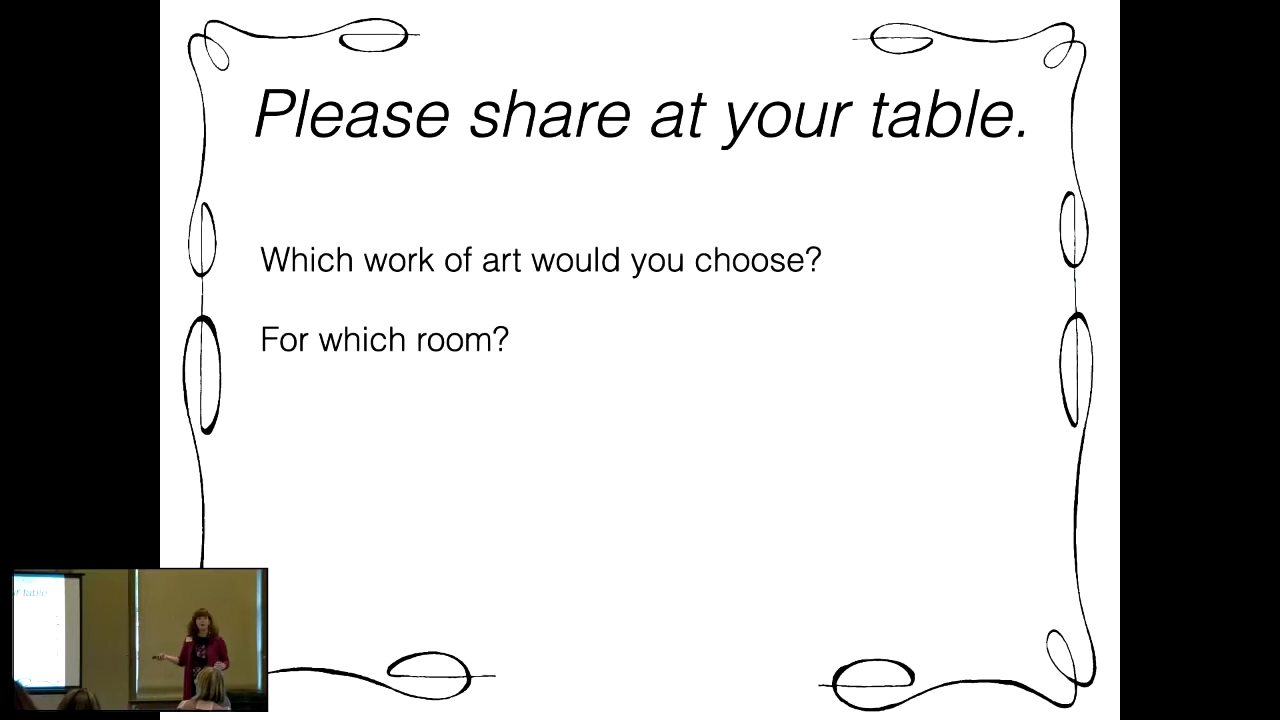 Please share at your table.
Which work of art would you choose?
For which room?